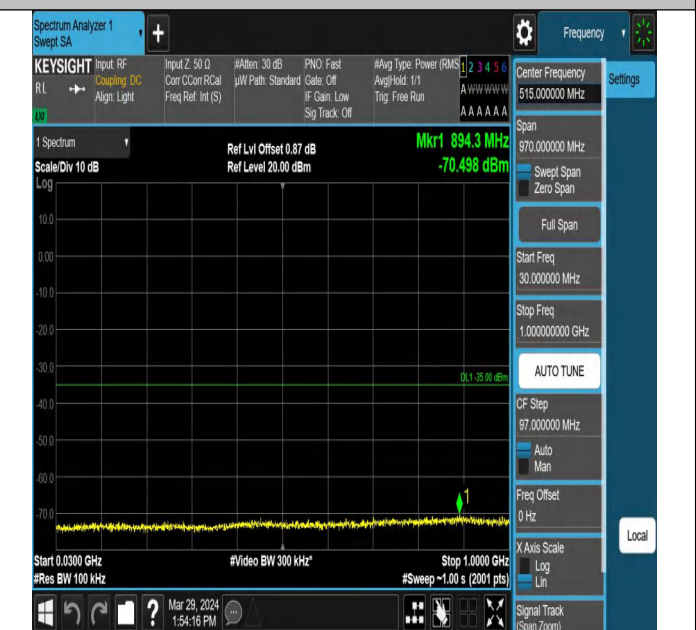 Spectrum Analyzer 1
Swept SA
+
Frequency
KEYSIGHT
RL
LXI
Input: RF
Coupling: DC
Align: Light
Input Z: 50 Ω
Corr CCorr RCal
Freq Ref: Int (S)
#Atten: 30 dB
µW Path: Standard
PNO: Fast
Gate: Off
IF Gain: Low
Sig Track: Off
#Avg Type: Power (RMS
Avg|Hold: 1/1
Trig: Free Run
1 2 3 4 5 6
A W W W W W
A A A A A A
1 Spectrum
Scale/Div 10 dB
Log
Ref Lvl Offset 0.87 dB
Ref Level 20.00 dBm
Mkr1 894.3 MHz
-70.498 dBm
10.0
0.00
-10.0
-20.0
-30.0
DL1 -35.00 dBm
-40.0
-50.0
-60.0
1
-70.0
Start 0.0300 GHz
#Res BW 100 kHz
#Video BW 300 kHz*
Stop 1.0000 GHz
#Sweep ~1.00 s (2001 pts)
?
Mar 29, 2024
1:54:16 PM
Center Frequency
515.000000 MHz
Settings
Span
970.000000 MHz
Swept Span
Zero Span
Full Span
Start Freq
30.000000 MHz
Stop Freq
1.000000000 GHz
AUTO TUNE
CF Step
97.000000 MHz
Auto
Man
Freq Offset
0 Hz
Local
X Axis Scale
Log
Lin
Signal Track
(Span Zoom)